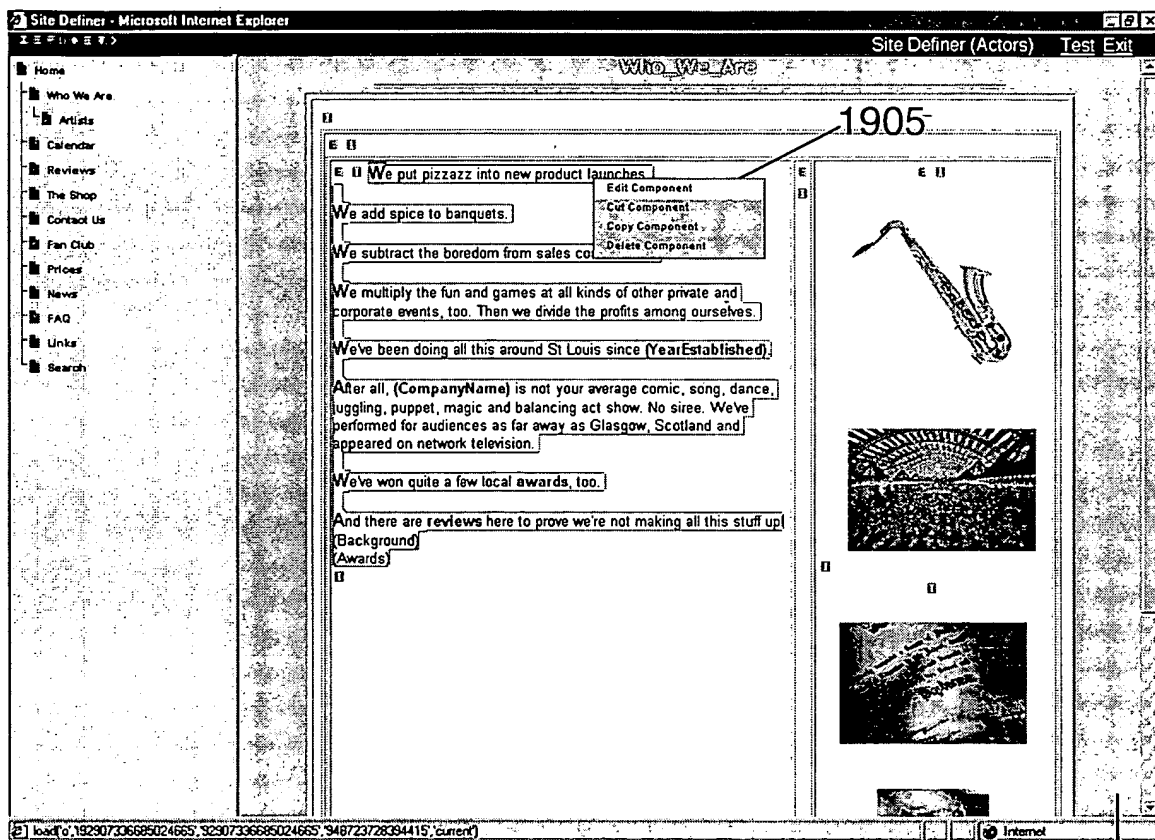 Site Definer - Microsoft Internet Explorer
Site Definer (Actors) Test Exit
Home
Who We Are
Artists
Calendar
Reviews
The Shop
Contact Us
Fan Club
Prices
News
FAQ
Links
Search
Who_We_Are
1905
I
E I
E I We put pizzazz into new product launches.
Edit Component
Cut Component
Copy Component
Delete Component
We add spice to banquets.
We subtract the boredom from sales
We multiply the fun and games at all kinds of other private and
corporate events, too. Then we divide the profits among ourselves.
We've been doing all this around St Louis since (YearEstablished).
After all, (CompanyName) is not your average comic, song, dance,
juggling, puppet, magic and balancing act show. No siree. We've
performed for audiences as far away as Glasgow, Scotland and
appeared on network television.
We've won quite a few local awards, too.
And there are reviews here to prove we're not making all this stuff up!
(Background)
(Awards)
I
E
I
E I
I
I
load('o','192907336685024665','92907336685024665','948723728394415','current')
Internet